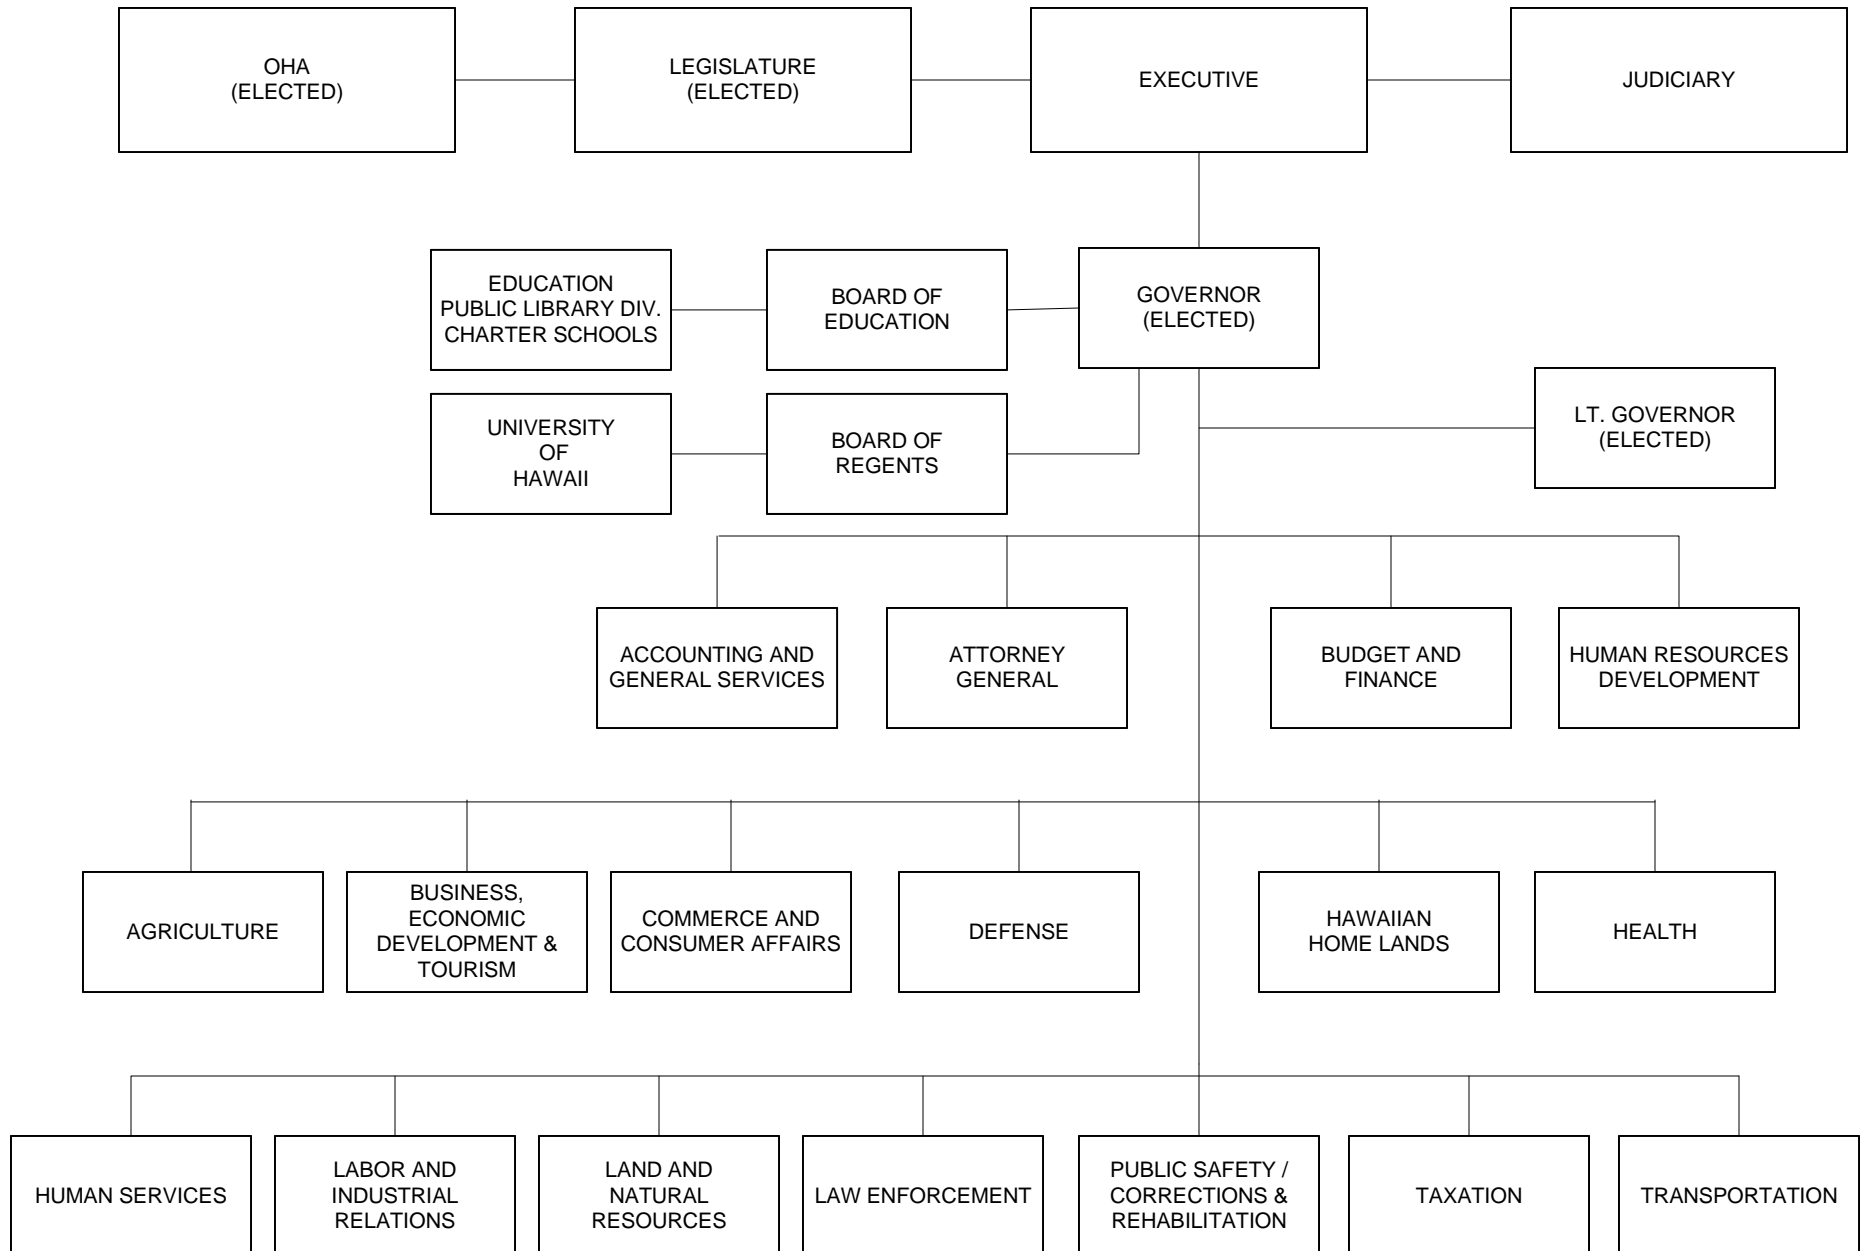 OHA
(ELECTED)
LEGISLATURE
(ELECTED)
EXECUTIVE
JUDICIARY
EDUCATION
PUBLIC LIBRARY DIV.
CHARTER SCHOOLS
BOARD OF
EDUCATION
GOVERNOR
(ELECTED)
UNIVERSITY
OF
HAWAII
BOARD OF
REGENTS
LT. GOVERNOR
(ELECTED)
ACCOUNTING AND
GENERAL SERVICES
ATTORNEY
GENERAL
BUDGET AND
FINANCE
HUMAN RESOURCES
DEVELOPMENT
AGRICULTURE
BUSINESS,
ECONOMIC
DEVELOPMENT &
TOURISM
COMMERCE AND
CONSUMER AFFAIRS
DEFENSE
HAWAIIAN
HOME LANDS
HEALTH
HUMAN SERVICES
LABOR AND
INDUSTRIAL
RELATIONS
LAND AND
NATURAL
RESOURCES
LAW ENFORCEMENT
PUBLIC SAFETY /
CORRECTIONS &
REHABILITATION
TAXATION
TRANSPORTATION